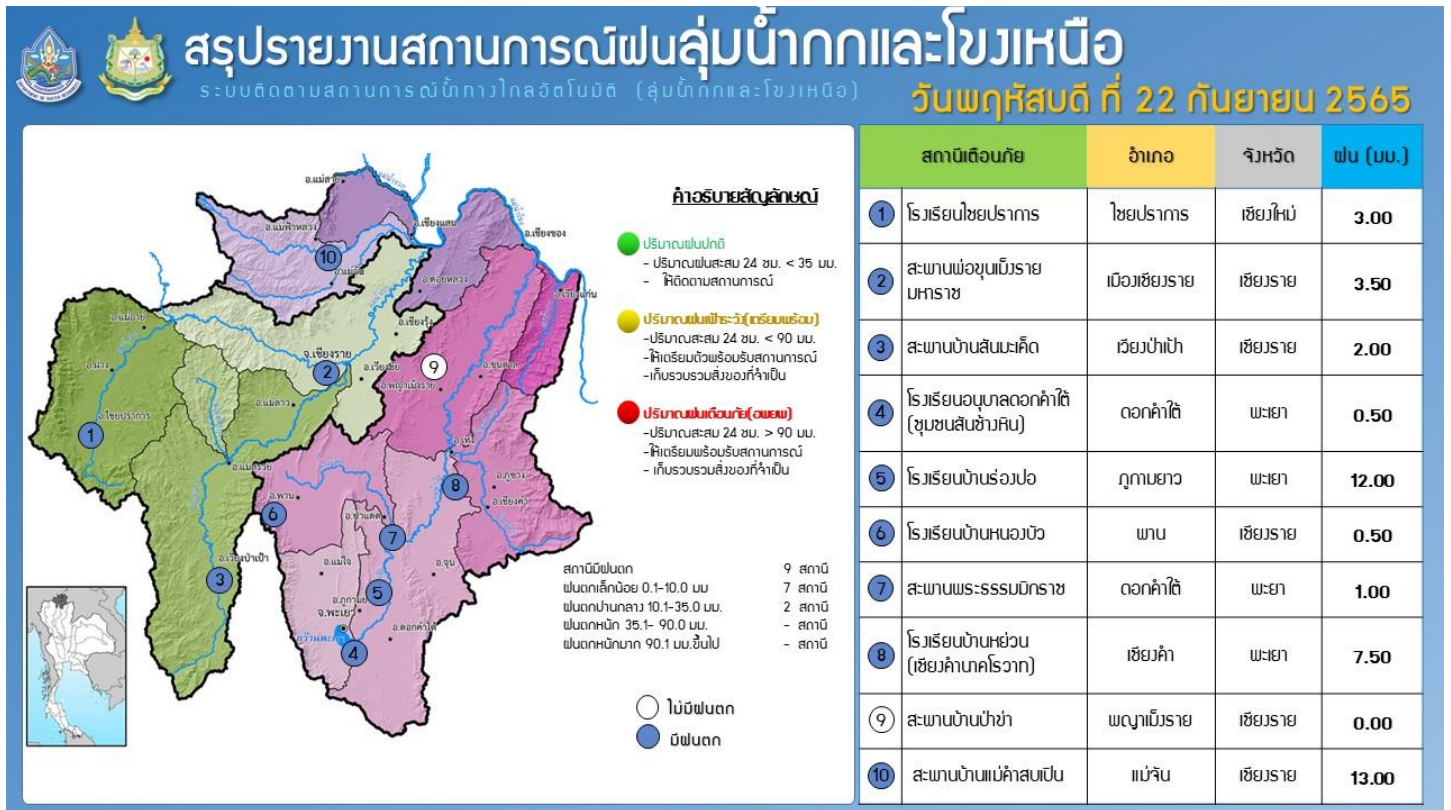 สรุปรายงานสถานการณ์ฝนลุ่มน้ำกกและโขงเหนือ
ระบบติดตามสถานการณ์น้ำทางไกลอัตโนมัติ (ลุ่มน้ำกกและโขงเหนือ)
วันพฤหัสบดี ที่ 22 กันยายน 2565
คำอธิบายสัญลักษณ์
ปริมาณฝนปกติ
- ปริมาณฝนสะสม 24 ชม. < 35 มม.
- ให้ติดตามสถานการณ์
ปริมาณฝนเฝ้าระวัง(เตรียมพร้อม)
-ปริมาณสะสม 24 ชม. < 90 มม.
-ให้เตรียมตัวพร้อมรับสถานการณ์
-เก็บรวบรวมสิ่งของที่จำเป็น
ปริมาณฝนเตือนภัย(อพยพ)
-ปริมาณสะสม 24 ชม. > 90 มม.
-ให้เตรียมพร้อมรับสถานการณ์
- เก็บรวบรวมสิ่งของที่จำเป็น
อ.แม่สาย
แม่น้ำรวก
อ.เชียงแสน
อ.แม่ฟ้าหลวง
10
อ.แม่จัน
แม่น้ำโขง
อ.เชียงของ
อ.ดอยหลวง
อ.เวียงแก่น
อ.แม่อาย
อ.เชียงรุ้ง
จ.เชียงราย
2
อ.เวียงชัย
9
อ.พญาเม็งราย
อ.ขุนตาล
อ.ฝาง
อ.ไชยปราการ
1
อ.แม่ลาว
อ.เทิง
อ.แม่สรวย
8
อ.ภูซาง
อ.เชียงคำ
อ.พาน
6
อ.ป่าแดด
7
อ.เวียงป่าเป้า
3
อ.แม่ใจ
อ.จุน
5
อ.ภูกามย
จ.พะเยา
กว๊านพะเยา
4
อ.ดอกคำใต้
สถานีมีฝนตก 9 สถานี
ฝนตกเล็กน้อย 0.1-10.0 มม 7 สถานี
ฝนตกปานกลาง 10.1-35.0 มม. 2 สถานี
ฝนตกหนัก 35.1- 90.0 มม. - สถานี
ฝนตกหนักมาก 90.1 มม.ขึ้นไป - สถานี
ไม่มีฝนตก
มีฝนตก
สถานีเตือนภัย อำเภอ จังหวัด ฝน (มม.)
1 โรงเรียนไชยปราการ ไชยปราการ เชียงใหม่ 3.00
2 สะพานพ่อขุนเม็งราย
มหาราช เมืองเชียงราย เชียงราย 3.50
3 สะพานบ้านสันมะเค็ด เวียงป่าเป้า เชียงราย 2.00
4 โรงเรียนอนุบาลดอกคำใต้
(ชุมชนสันช้างหิน) ดอกคำใต้ พะเยา 0.50
5 โรงเรียนบ้านร่องปอ ภูกามยาว พะเยา 12.00
6 โรงเรียนบ้านหนองบัว พาน เชียงราย 0.50
7 สะพานพระธรรมมิกราช ดอกคำใต้ พะยา 1.00
8 โรงเรียนบ้านหย่วน
(เชียงคำนาคโรวาท) เชียงคำ พะเยา 7.50
9 สะพานบ้านป่าข่า พญาเม็งราย เชียงราย 0.00
10 สะพานบ้านแม่คำสบเปิน แม่จัน เชียงราย 13.00